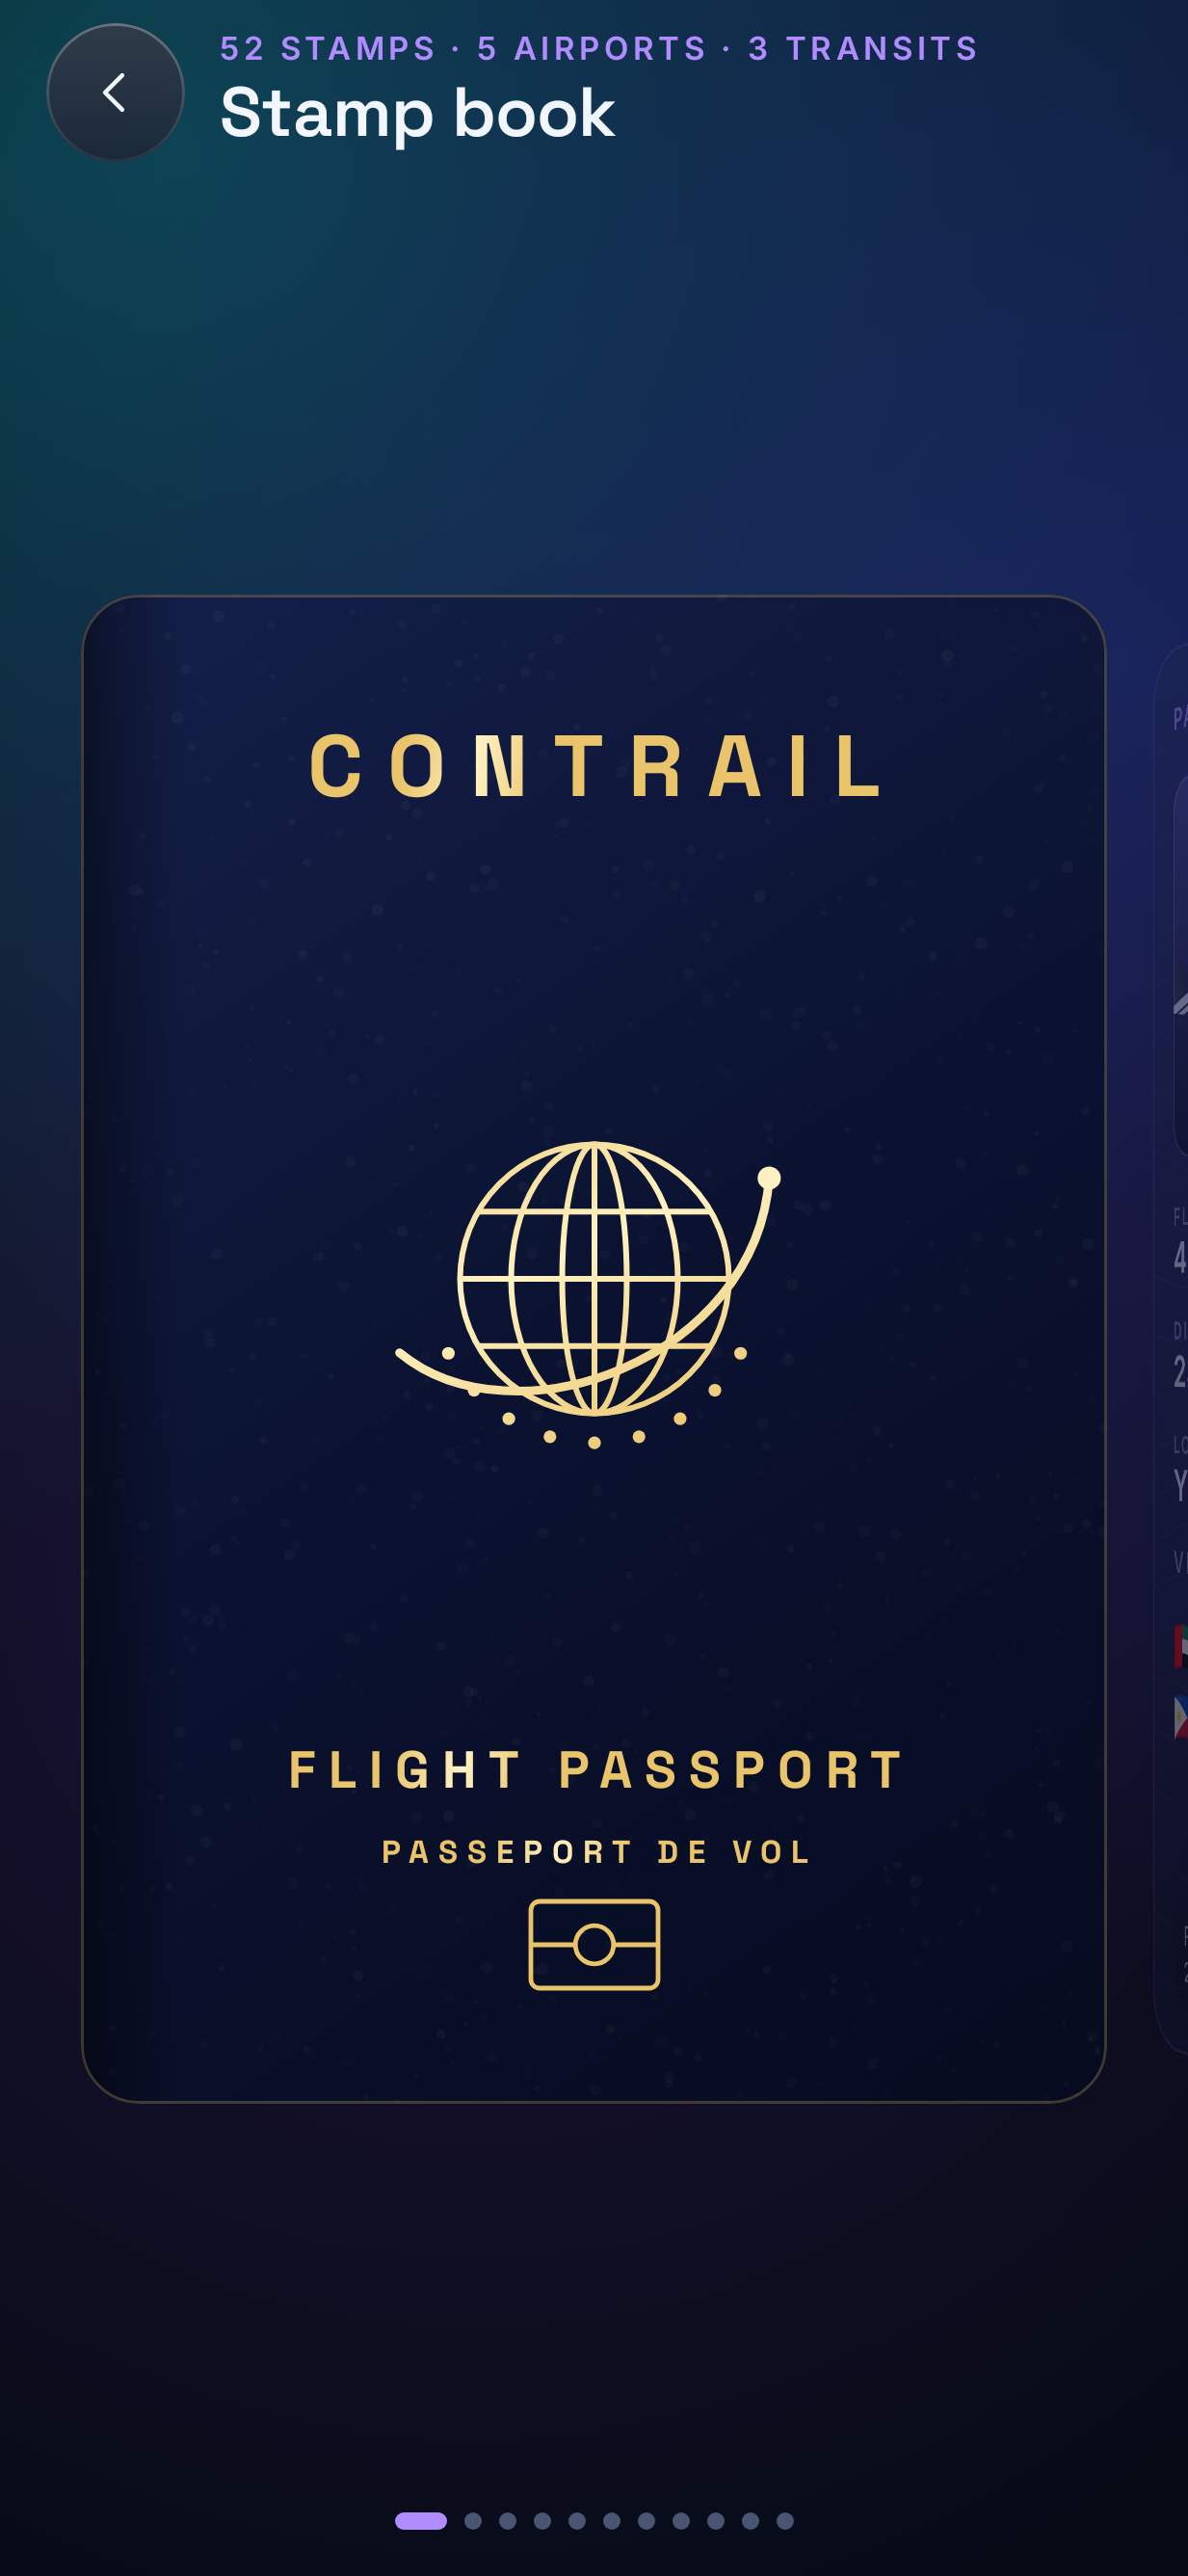 52 STAMPS · 5 AIRPORTS · 3 TRANSITS
Stamp book
CONTRAIL
FLIGHT PASSPORT
PASSEPORT DE VOL